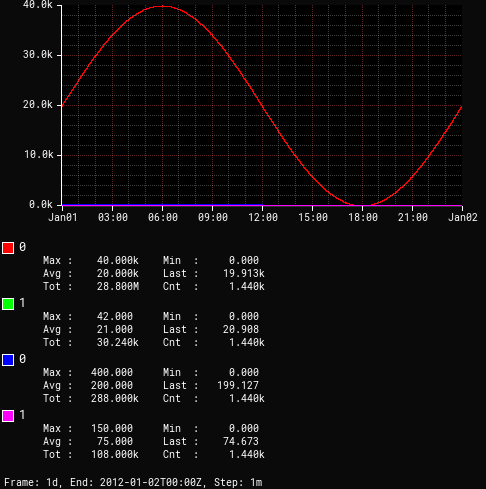 40.0k
30.0k
20.0k
10.0k
0.0k
Jan01 03:00 06:00 09:00 12:00 15:00 18:00 21:00 Jan02
0
Max : 40.000k Min : 0.000
Avg : 20.000k Last : 19.913k
Tot : 28.800M Cnt : 1.440k
1
Max : 42.000 Min : 0.000
Avg : 21.000 Last : 20.908
Tot : 30.240k Cnt : 1.440k
0
Max : 400.000 Min : 0.000
Avg : 200.000 Last : 199.127
Tot : 288.000k Cnt : 1.440k
1
Max : 150.000 Min : 0.000
Avg : 75.000 Last : 74.673
Tot : 108.000k Cnt : 1.440k
Frame: 1d, End: 2012-01-02T00:00Z, Step: 1m